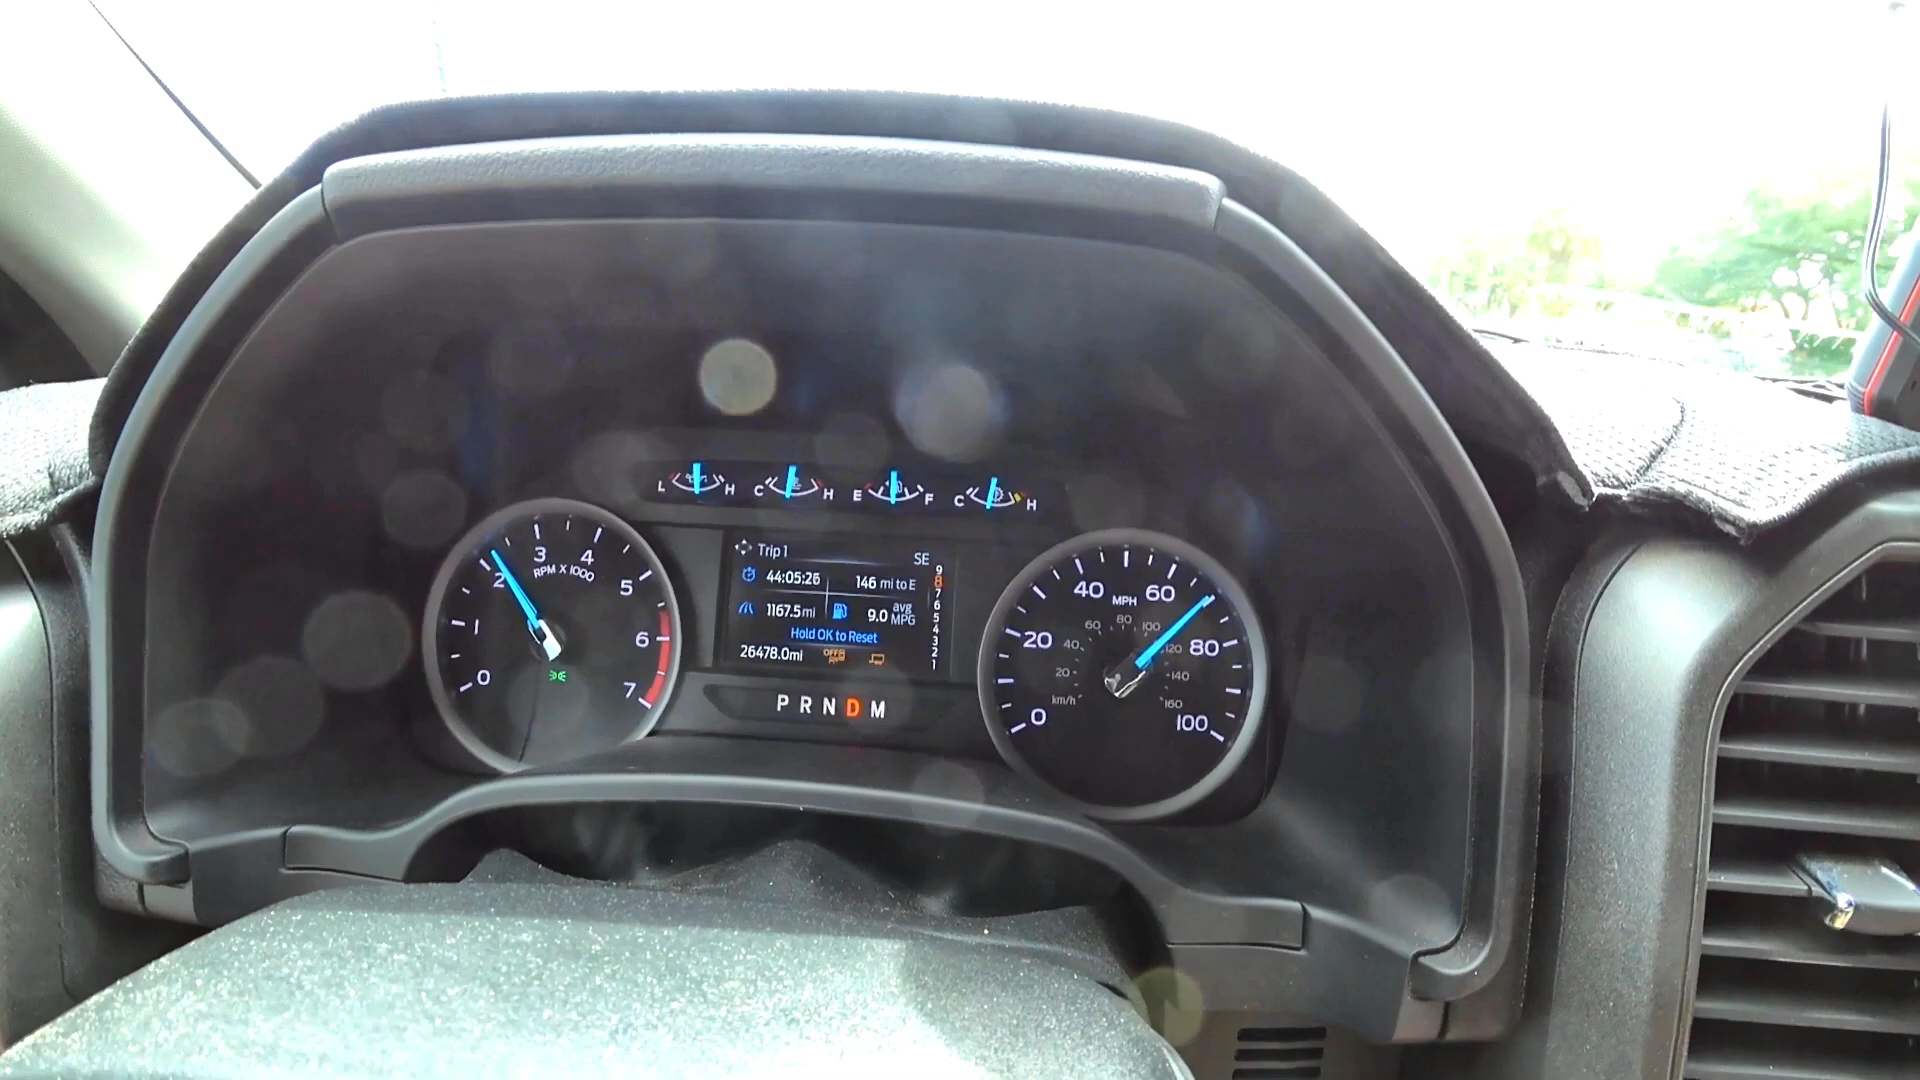 L H C H E F C H
0 1 2 3 4 5 6 7
RPM X 1000
Trip 1 SE
44:05:26 146 mi to E
1167.5mi 9.0 avg MPG
Hold OK to Reset
26478.0mi OFF
9
8
7
6
5
4
3
2
1
P R N D M
0 20 40 60 80 100
MPH
20 40 60 80 100 120 140 160
km/h